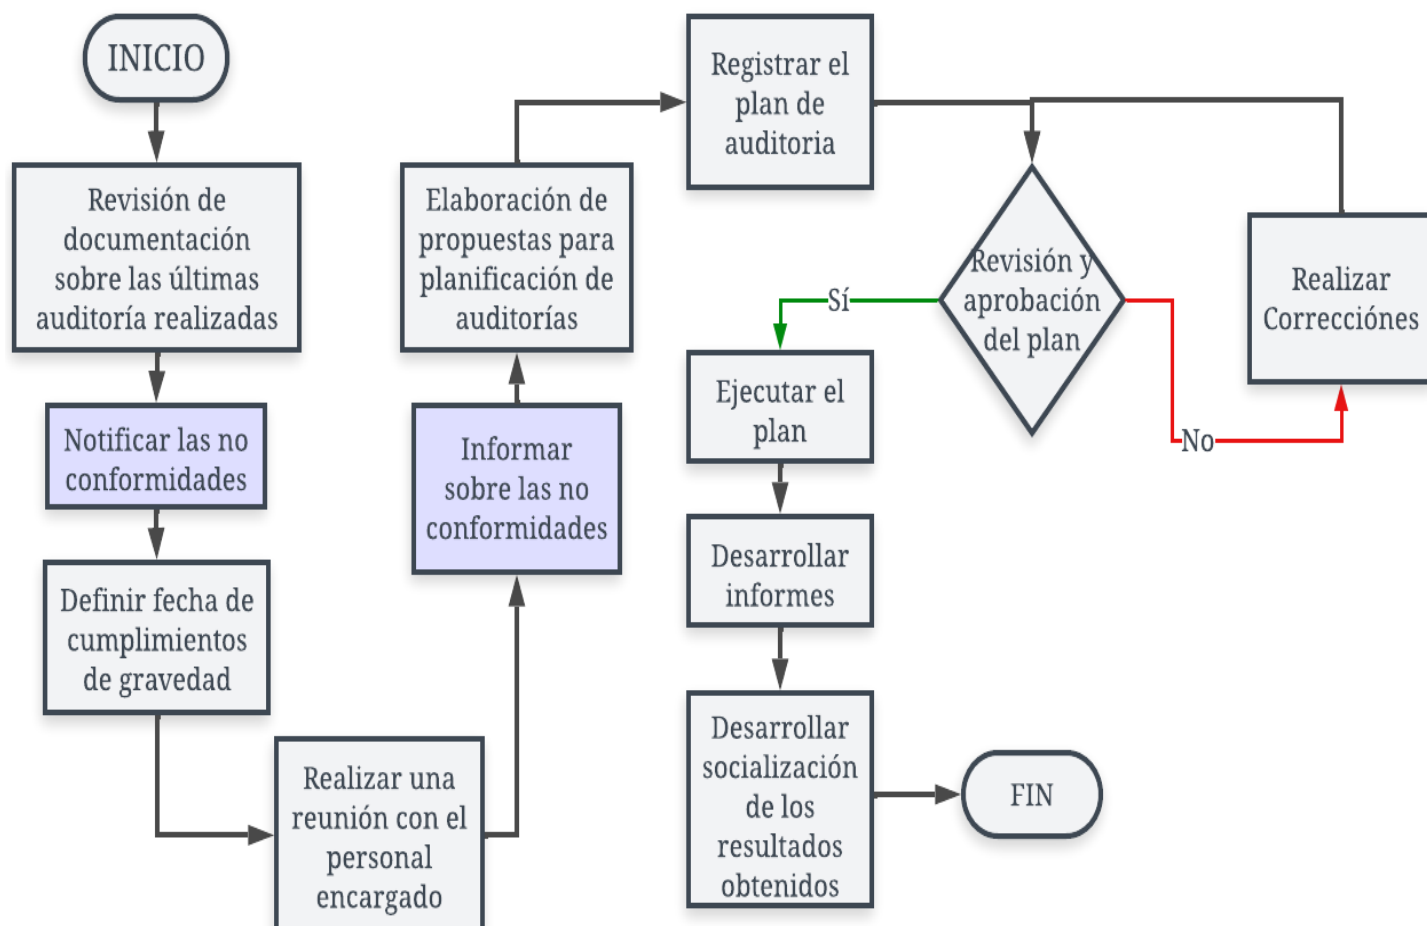 INICIO
Revisión de
documentación
sobre las últimas
auditoría realizadas
Notificar las no
conformidades
Definir fecha de
cumplimientos
de gravedad
Realizar una
reunión con el
personal
encargado
Informar
sobre las no
conformidades
Elaboración de
propuestas para
planificación de
auditorías
Registrar el
plan de
auditoria
Revisión y
aprobación
del plan
Sí
No
Realizar
Correcciónes
Ejecutar el
plan
Desarrollar
informes
Desarrollar
socialización
de los
resultados
obtenidos
FIN